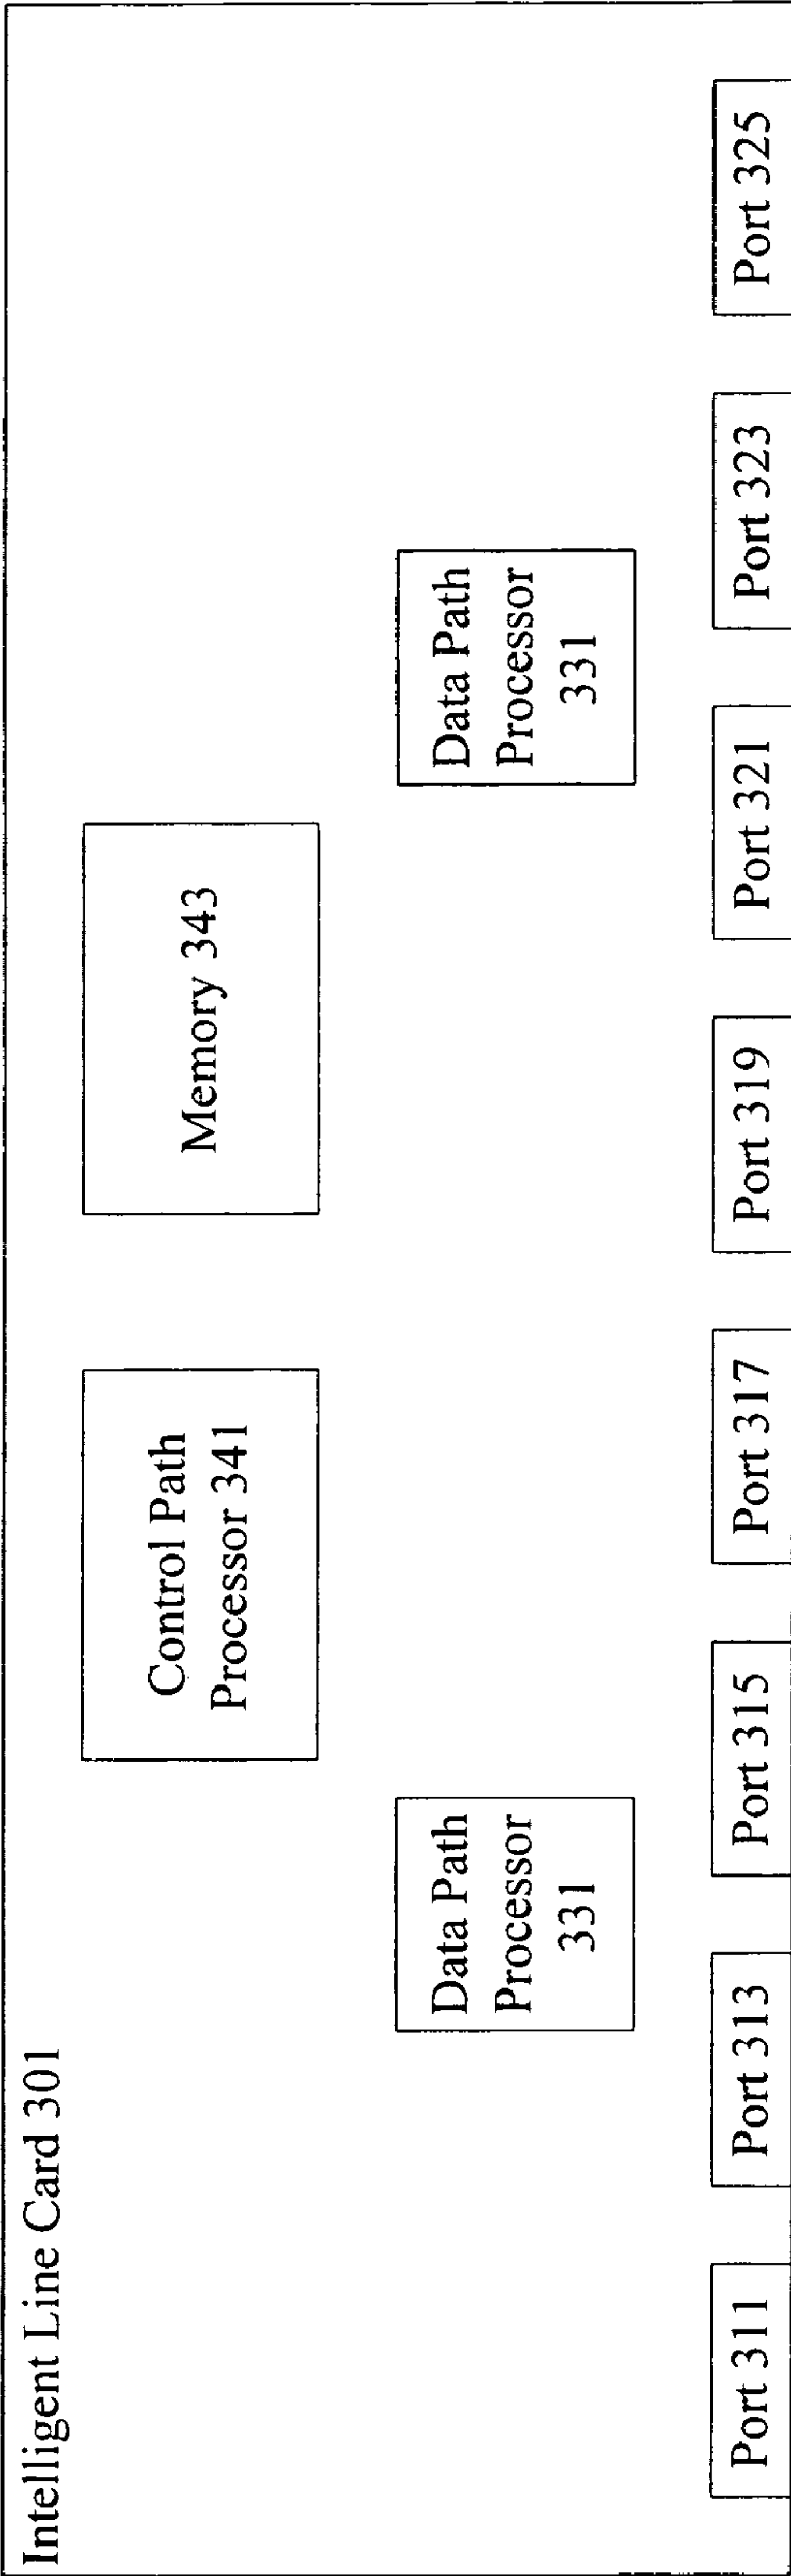 Intelligent Line Card 301
Control Path
Processor 341
Memory 343
Data Path
Processor
331
Data Path
Processor
331
Port 311
Port 313
Port 315
Port 317
Port 319
Port 321
Port 323
Port 325